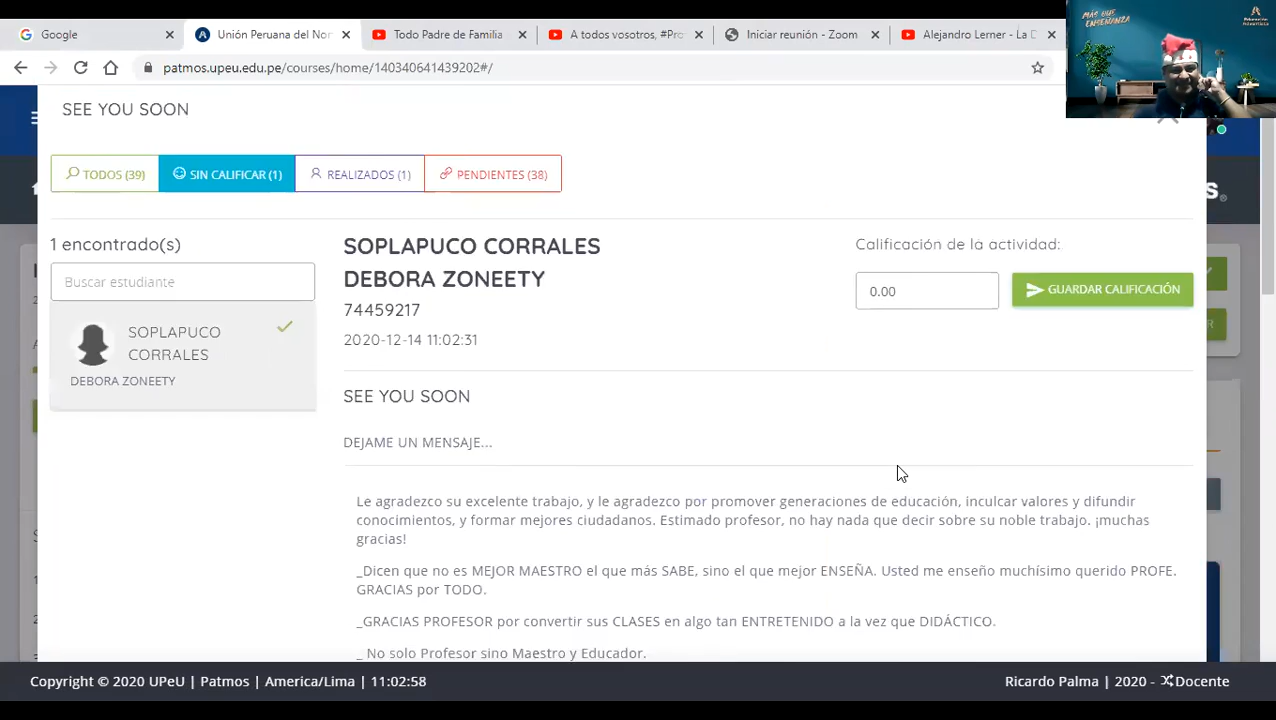 Google
Unión Peruana del Nor
Todo Padre de Familia
A todos vosotros, #Pro
Iniciar reunión - Zoom
Alejandro Lerner - La D
patmos.upeu.edu.pe/courses/home/140340641439202#/
MÁS QUE
ENSEÑANZA
SEE YOU SOON
TODOS (39)
SIN CALIFICAR (1)
REALIZADOS (1)
PENDIENTES (38)
1 encontrado(s)
Buscar estudiante
SOPLAPUCO
CORRALES
DEBORA ZONEETY
SOPLAPUCO CORRALES
DEBORA ZONEETY
74459217
2020-12-14 11:02:31
Calificación de la actividad:
0.00
GUARDAR CALIFICACIÓN
SEE YOU SOON
DEJAME UN MENSAJE...
Le agradezco su excelente trabajo, y le agradezco por promover generaciones de educación, inculcar valores y difundir
conocimientos, y formar mejores ciudadanos. Estimado profesor, no hay nada que decir sobre su noble trabajo. ¡muchas
gracias!
_Dicen que no es MEJOR MAESTRO el que más SABE, sino el que mejor ENSEÑA. Usted me enseño muchísimo querido PROFE.
GRACIAS por TODO.
_GRACIAS PROFESOR por convertir sus CLASES en algo tan ENTRETENIDO a la vez que DIDÁCTICO.
_ No solo Profesor sino Maestro y Educador.
Copyright © 2020 UPeU | Patmos | America/Lima | 11:02:58
Ricardo Palma | 2020 - Docente